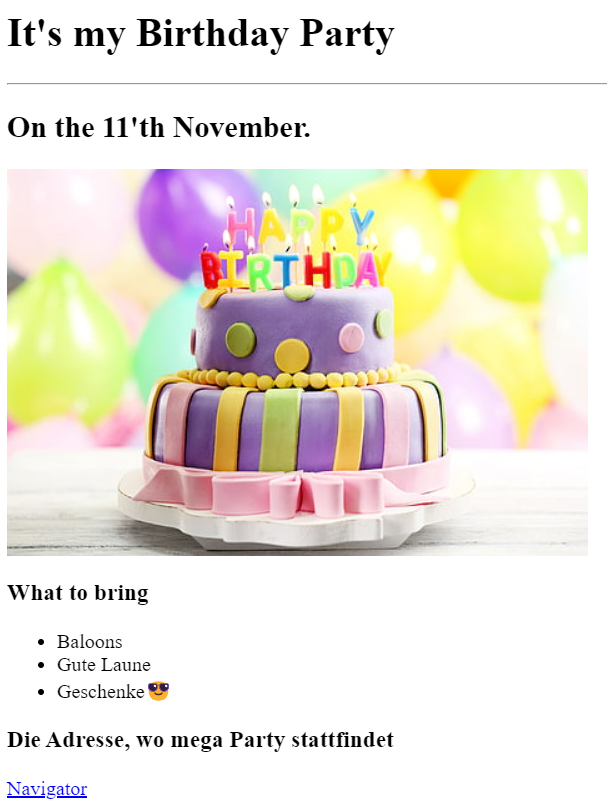 It's my Birthday Party
On the 11'th November.
HAPPY
BIRTHDAY
What to bring
Baloons
Gute Laune
Geschenke 😎
Die Adresse, wo mega Party stattfindet
Navigator